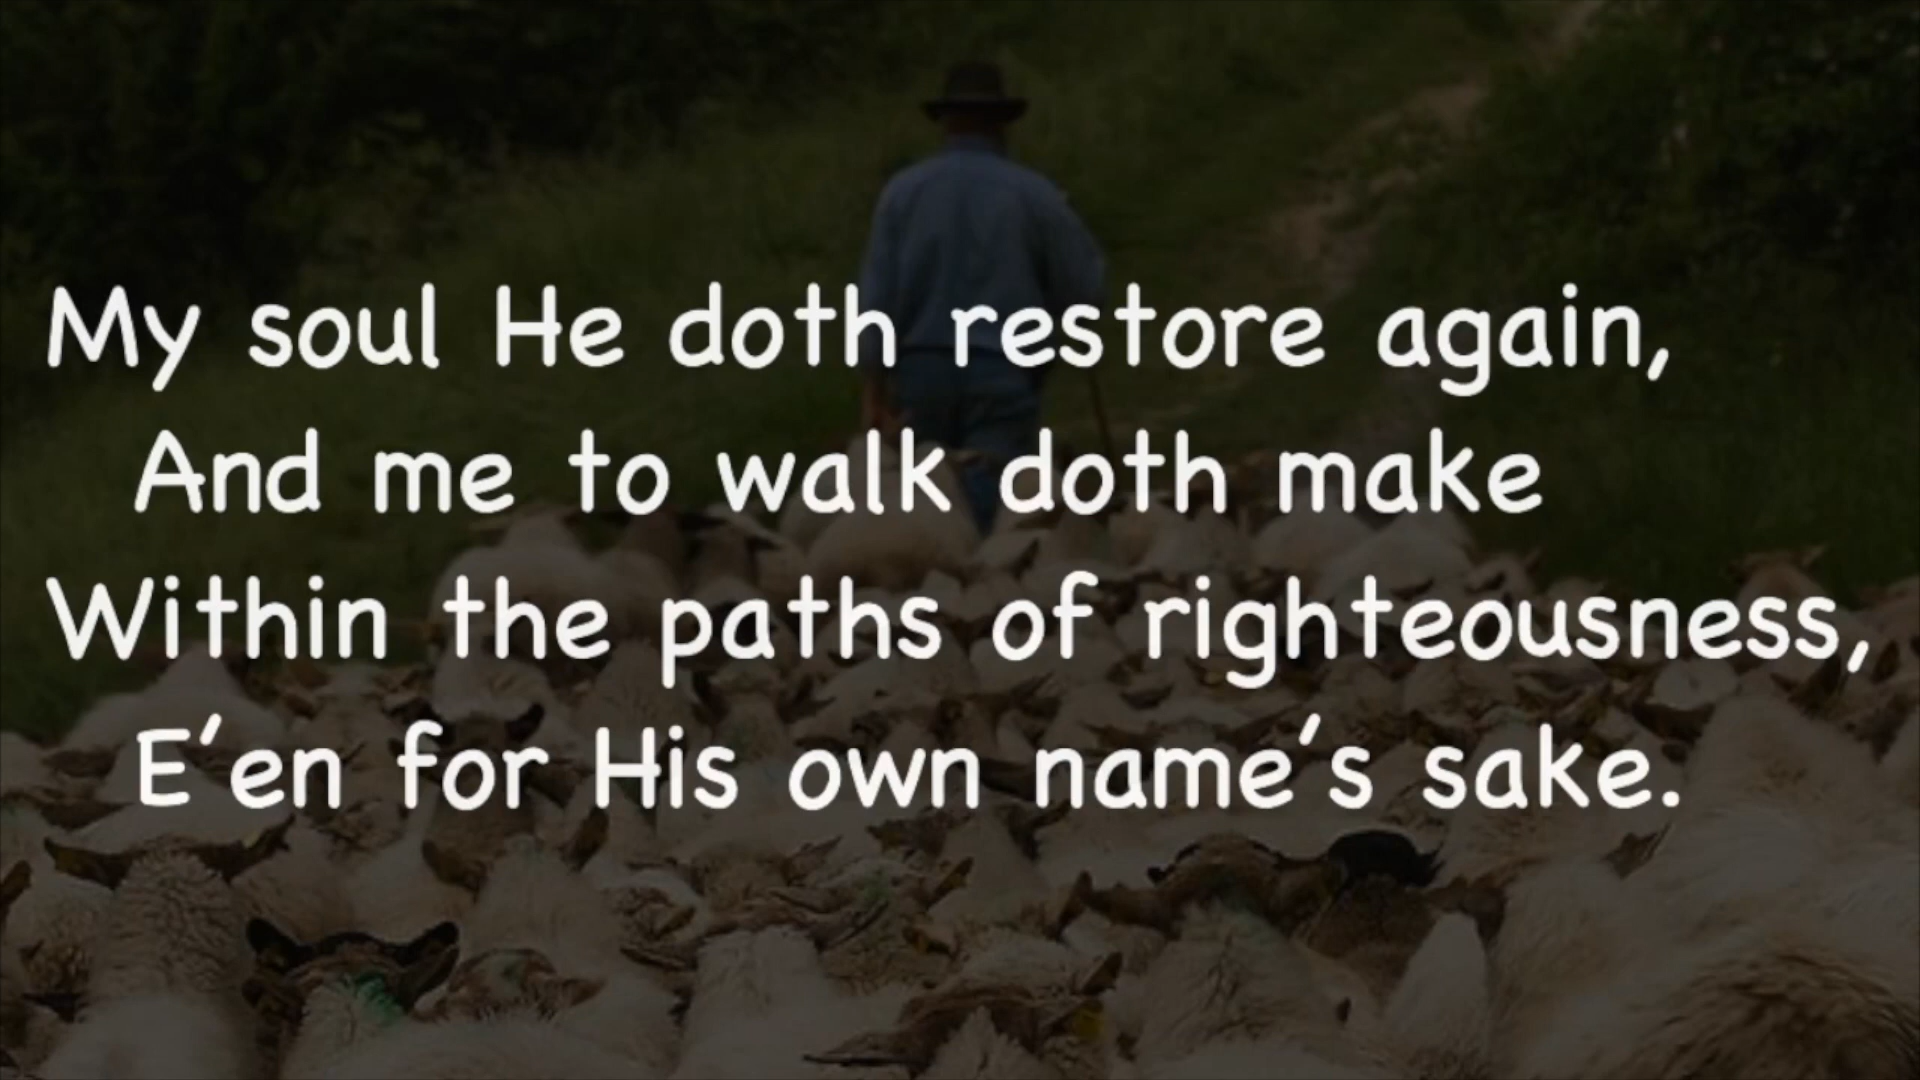 My soul He doth restore again,
And me to walk doth make
Within the paths of righteousness,
E’en for His own name’s sake.